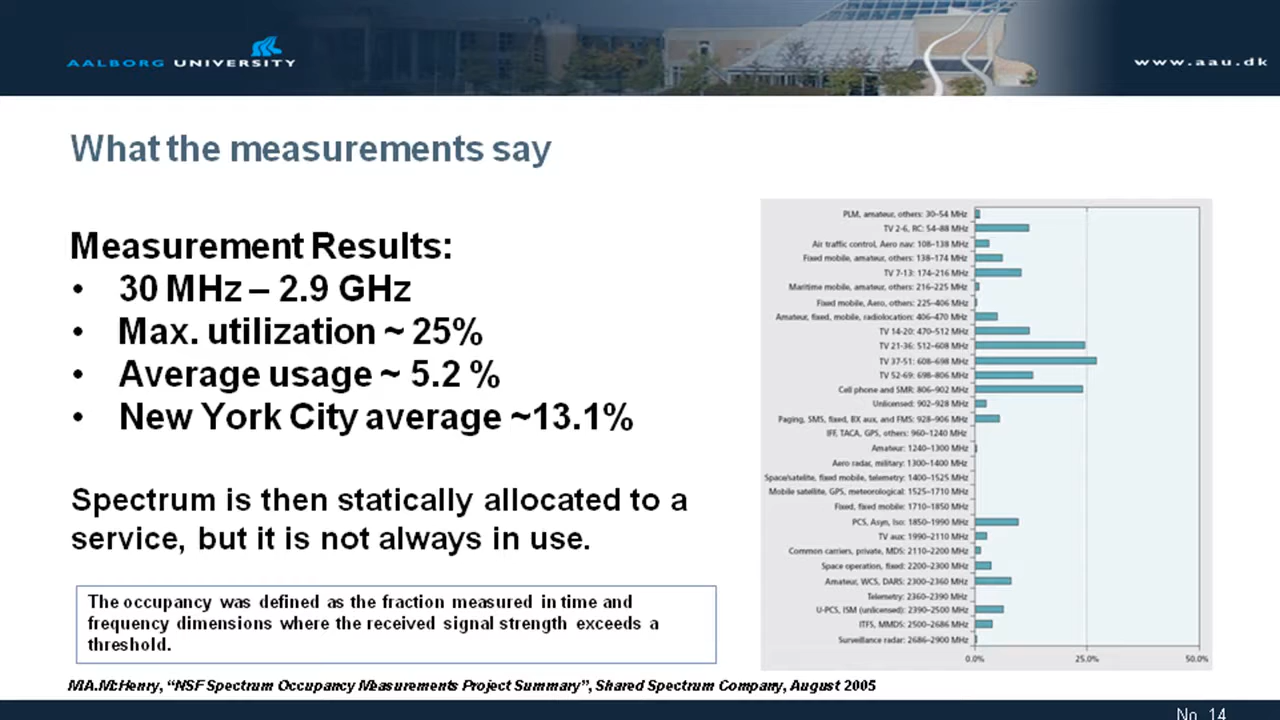 AALBORG UNIVERSITY
www.aau.dk
What the measurements say
Measurement Results:
• 30 MHz – 2.9 GHz
• Max. utilization ~ 25%
• Average usage ~ 5.2 %
• New York City average ~13.1%
Spectrum is then statically allocated to a
service, but it is not always in use.
The occupancy was defined as the fraction measured in time and
frequency dimensions where the received signal strength exceeds a
threshold.
M.A.McHenry, “NSF Spectrum Occupancy Measurements Project Summary”, Shared Spectrum Company, August 2005
PLM, amateur, others: 30–54 MHz
TV 2-6, RC: 54–88 MHz
Air traffic control, Aero nav: 108–138 MHz
Fixed mobile, amateur, others: 138–174 MHz
TV 7-13: 174–216 MHz
Maritime mobile, amateur, others: 216–225 MHz
Fixed mobile, Aero, others: 225–406 MHz
Amateur, fixed, mobile, radiolocation: 406–470 MHz
TV 14-20: 470–512 MHz
TV 21-36: 512–608 MHz
TV 37-51: 608–698 MHz
TV 52-69: 698–806 MHz
Cell phone and SMR: 806–902 MHz
Unlicensed: 902–928 MHz
Paging, SMS, fixed, BX aux, and FMS: 928–906 MHz
IFF, TACA, GPS, others: 960–1240 MHz
Amateur: 1240–1300 MHz
Aero radar, military: 1300–1400 MHz
Space/satelite, fixed mobile, telemetry: 1400–1525 MHz
Mobile satellite, GPS, meteorological: 1525–1710 MHz
Fixed, fixed mobile: 1710–1850 MHz
PCS, Asyn, Iso: 1850–1990 MHz
TV aux: 1990–2110 MHz
Common carriers, private, MDS: 2110–2200 MHz
Space operation, fixed: 2200–2300 MHz
Amateur, WCS, DARS: 2300–2360 MHz
Telemetry: 2360–2390 MHz
U-PCS, ISM (unlicensed): 2390–2500 MHz
ITFS, MMDS: 2500–2686 MHz
Surveillance radar: 2686–2900 MHz
0.0% 25.0% 50.0%
No. 14